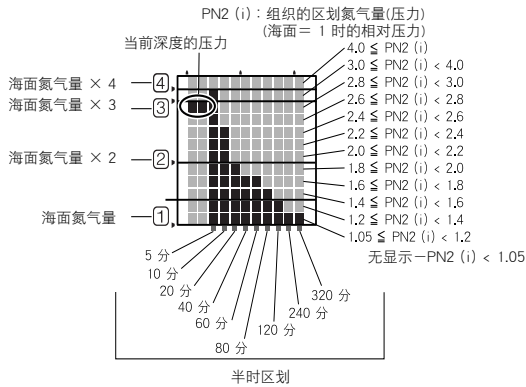 PN2 (i)：组织的区划氮气量(压力)
(海面＝ 1 时的相对压力)
当前深度的压力
4.0 ≦ PN2 (i)
3.0 ≦ PN2 (i) < 4.0
2.8 ≦ PN2 (i) < 3.0
2.6 ≦ PN2 (i) < 2.8
2.4 ≦ PN2 (i) < 2.6
2.2 ≦ PN2 (i) < 2.4
2.0 ≦ PN2 (i) < 2.2
1.8 ≦ PN2 (i) < 2.0
1.6 ≦ PN2 (i) < 1.8
1.4 ≦ PN2 (i) < 1.6
1.2 ≦ PN2 (i) < 1.4
1.05 ≦ PN2 (i) < 1.2
无显示－PN2 (i) < 1.05
海面氮气量 × 4 4
海面氮气量 × 3 3
海面氮气量 × 2 2
海面氮气量 1
5 分
10 分
20 分
40 分
60 分
80 分
120 分
240 分
320 分
半时区划